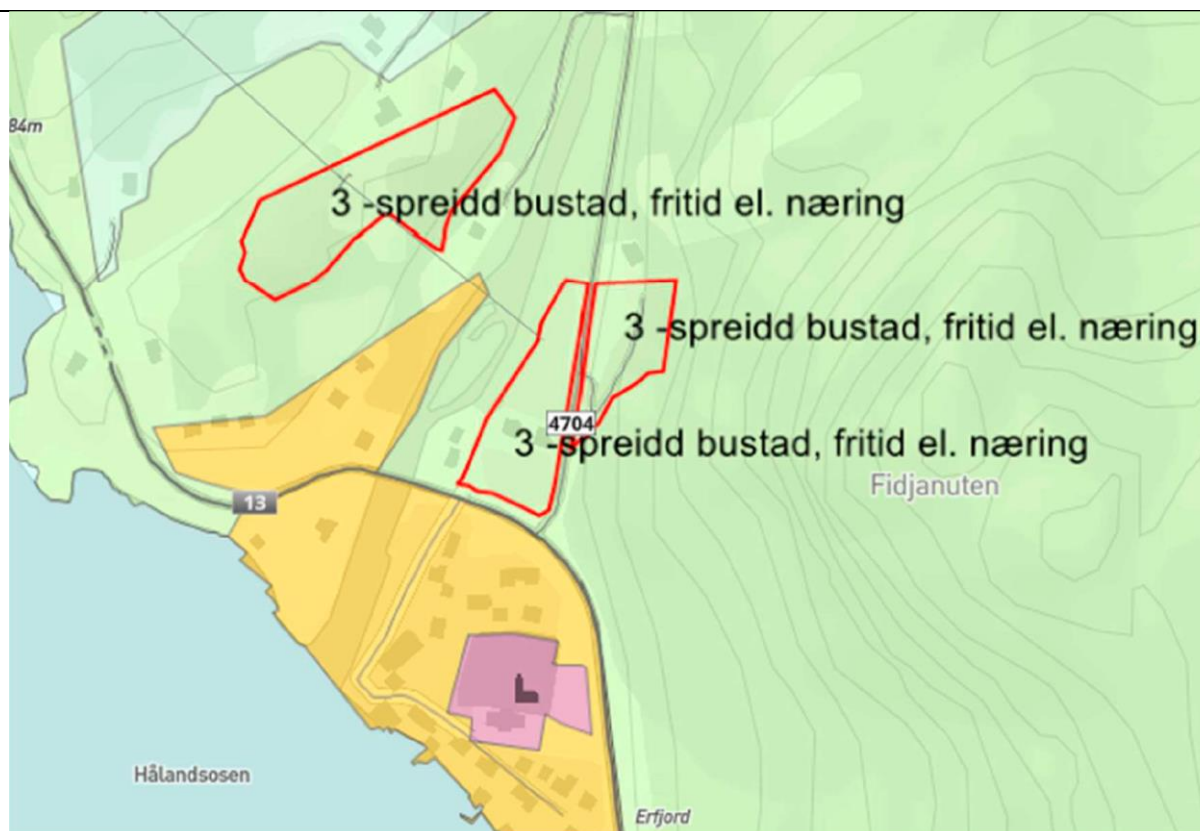 84m
3 -spreidd bustad, fritid el. næring
3 -spreidd bustad, fritid el. næring
4704
3 -spreidd bustad, fritid el. næring
Fidjanuten
13
Hålandsosen
Erfjord